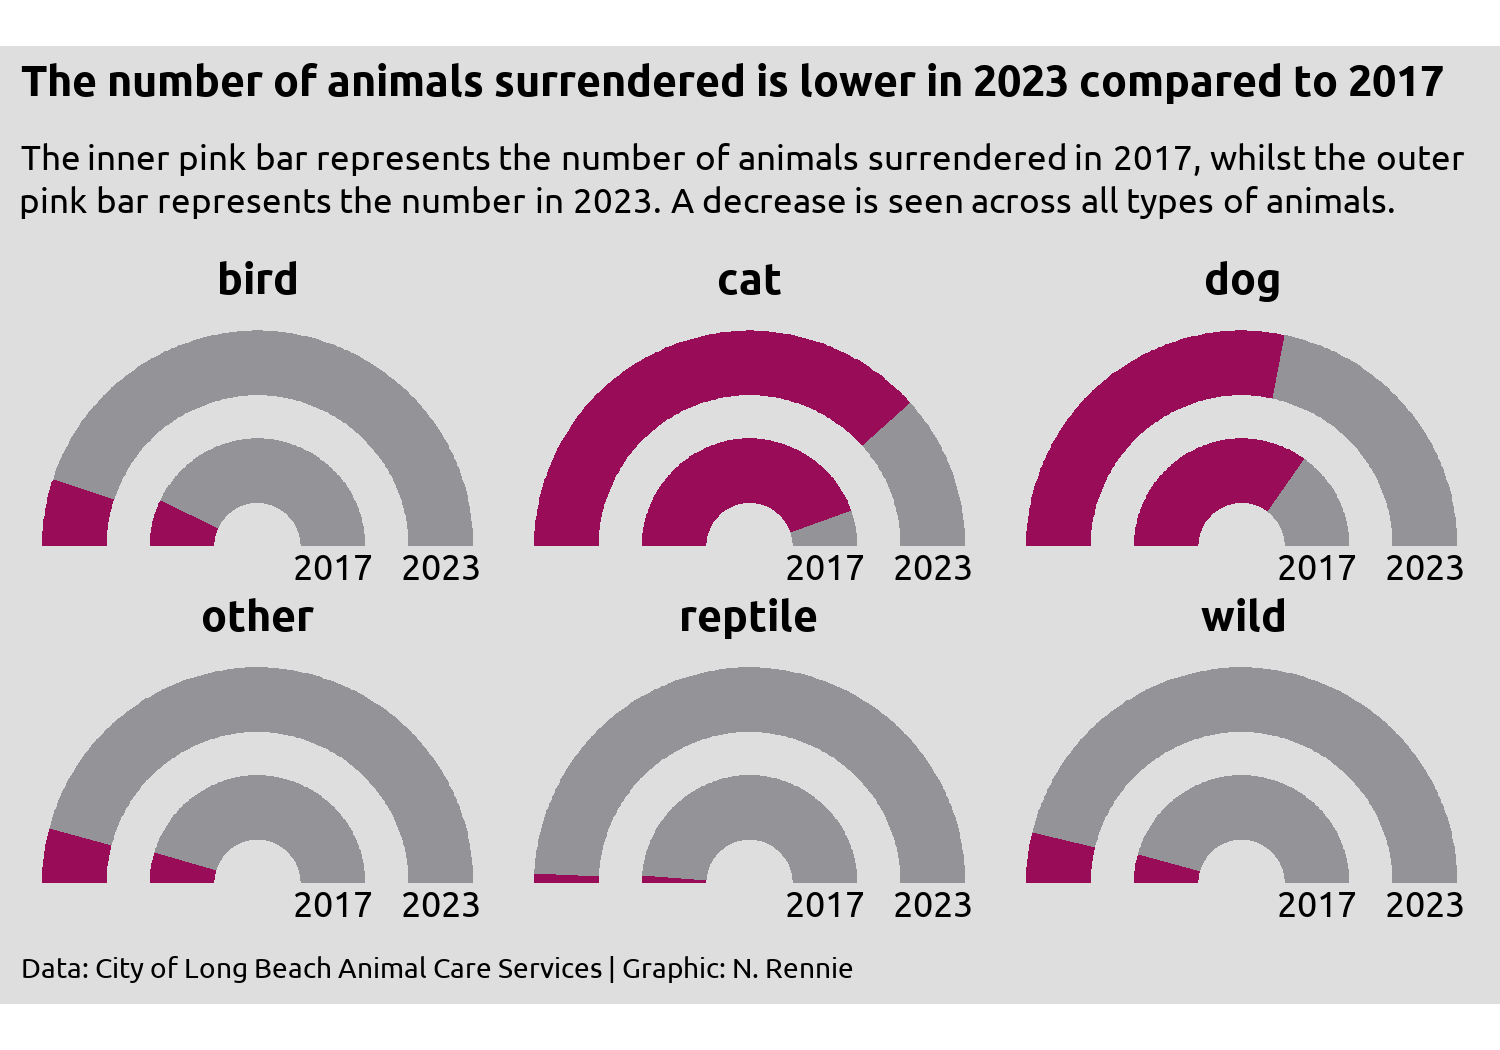 The number of animals surrendered is lower in 2023 compared to 2017
The inner pink bar represents the number of animals surrendered in 2017, whilst the outer
pink bar represents the number in 2023. A decrease is seen across all types of animals.
bird
cat
dog
2017 2023
2017 2023
2017 2023
other
reptile
wild
2017 2023
2017 2023
2017 2023
Data: City of Long Beach Animal Care Services | Graphic: N. Rennie